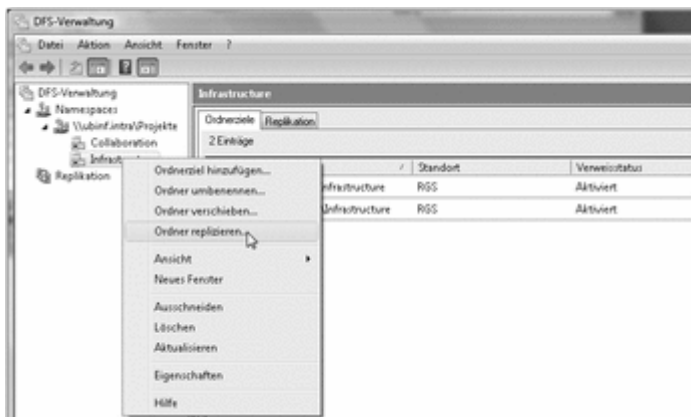 DFS-Verwaltung
Datei Aktion Ansicht Fenster ?
DFS-Verwaltung
Namespaces
\\ubinf.intra\Projekte
Collaboration
Infrast
Replikation
Infrastructure
Ordnerziele Replikation
2 Einträge
Standort Verweisstatus
nfrastructure RGS Aktiviert
\Infrastructure RGS Aktiviert
Ordnerziel hinzufügen...
Ordner umbenennen...
Ordner verschieben...
Ordner replizieren...
Ansicht
Neues Fenster
Ausschneiden
Löschen
Aktualisieren
Eigenschaften
Hilfe